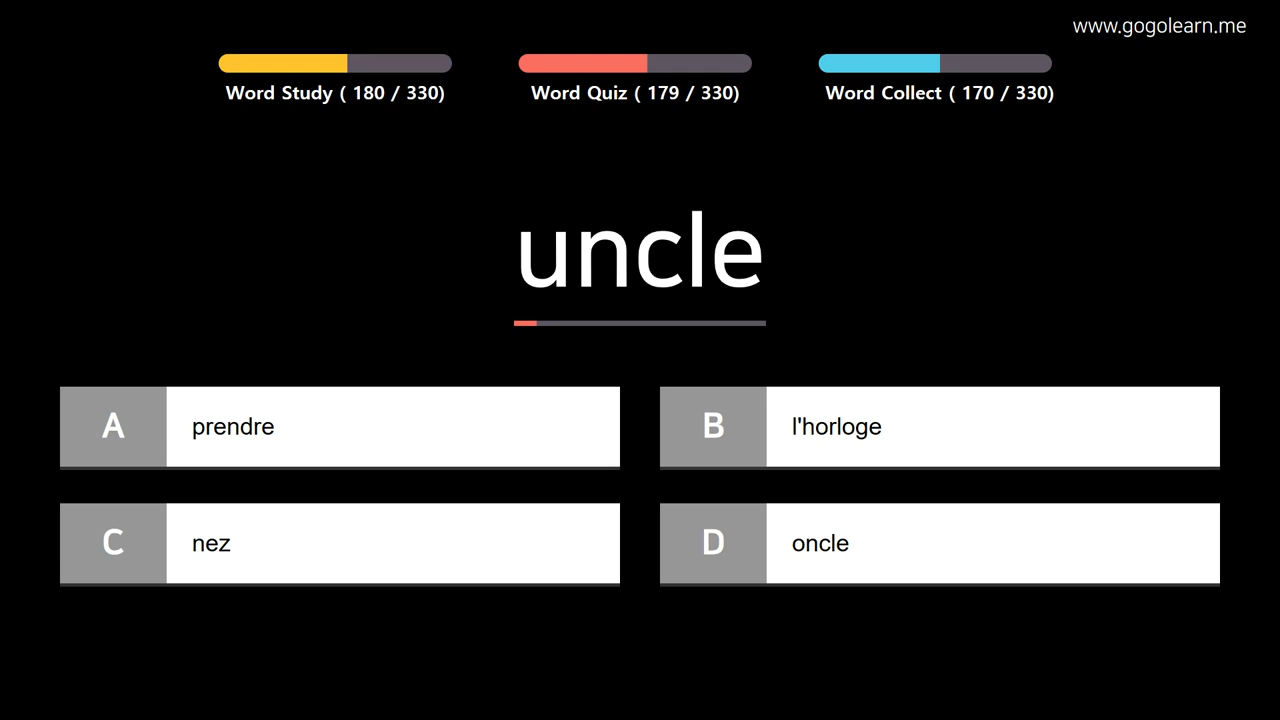 www.gogolearn.me
Word Study ( 180 / 330)
Word Quiz ( 179 / 330)
Word Collect ( 170 / 330)
uncle
A prendre
B l'horloge
C nez
D oncle